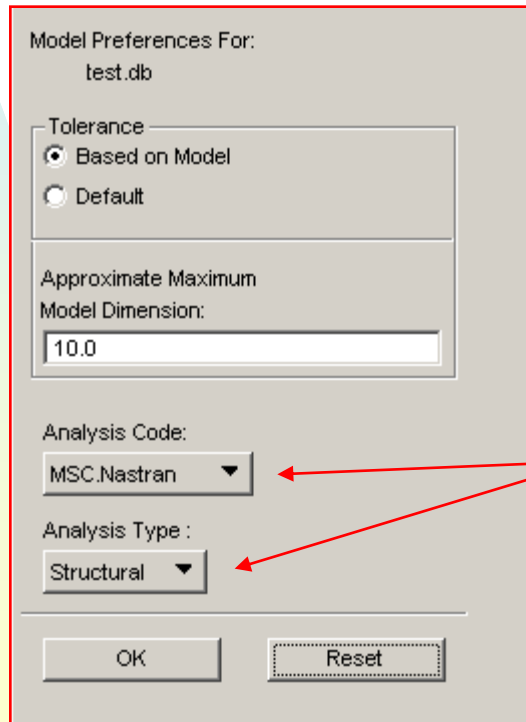 Model Preferences For:
test.db
Tolerance
Based on Model
Default
Approximate Maximum
Model Dimension:
10.0
Analysis Code:
MSC.Nastran
Analysis Type :
Structural
OK
Reset